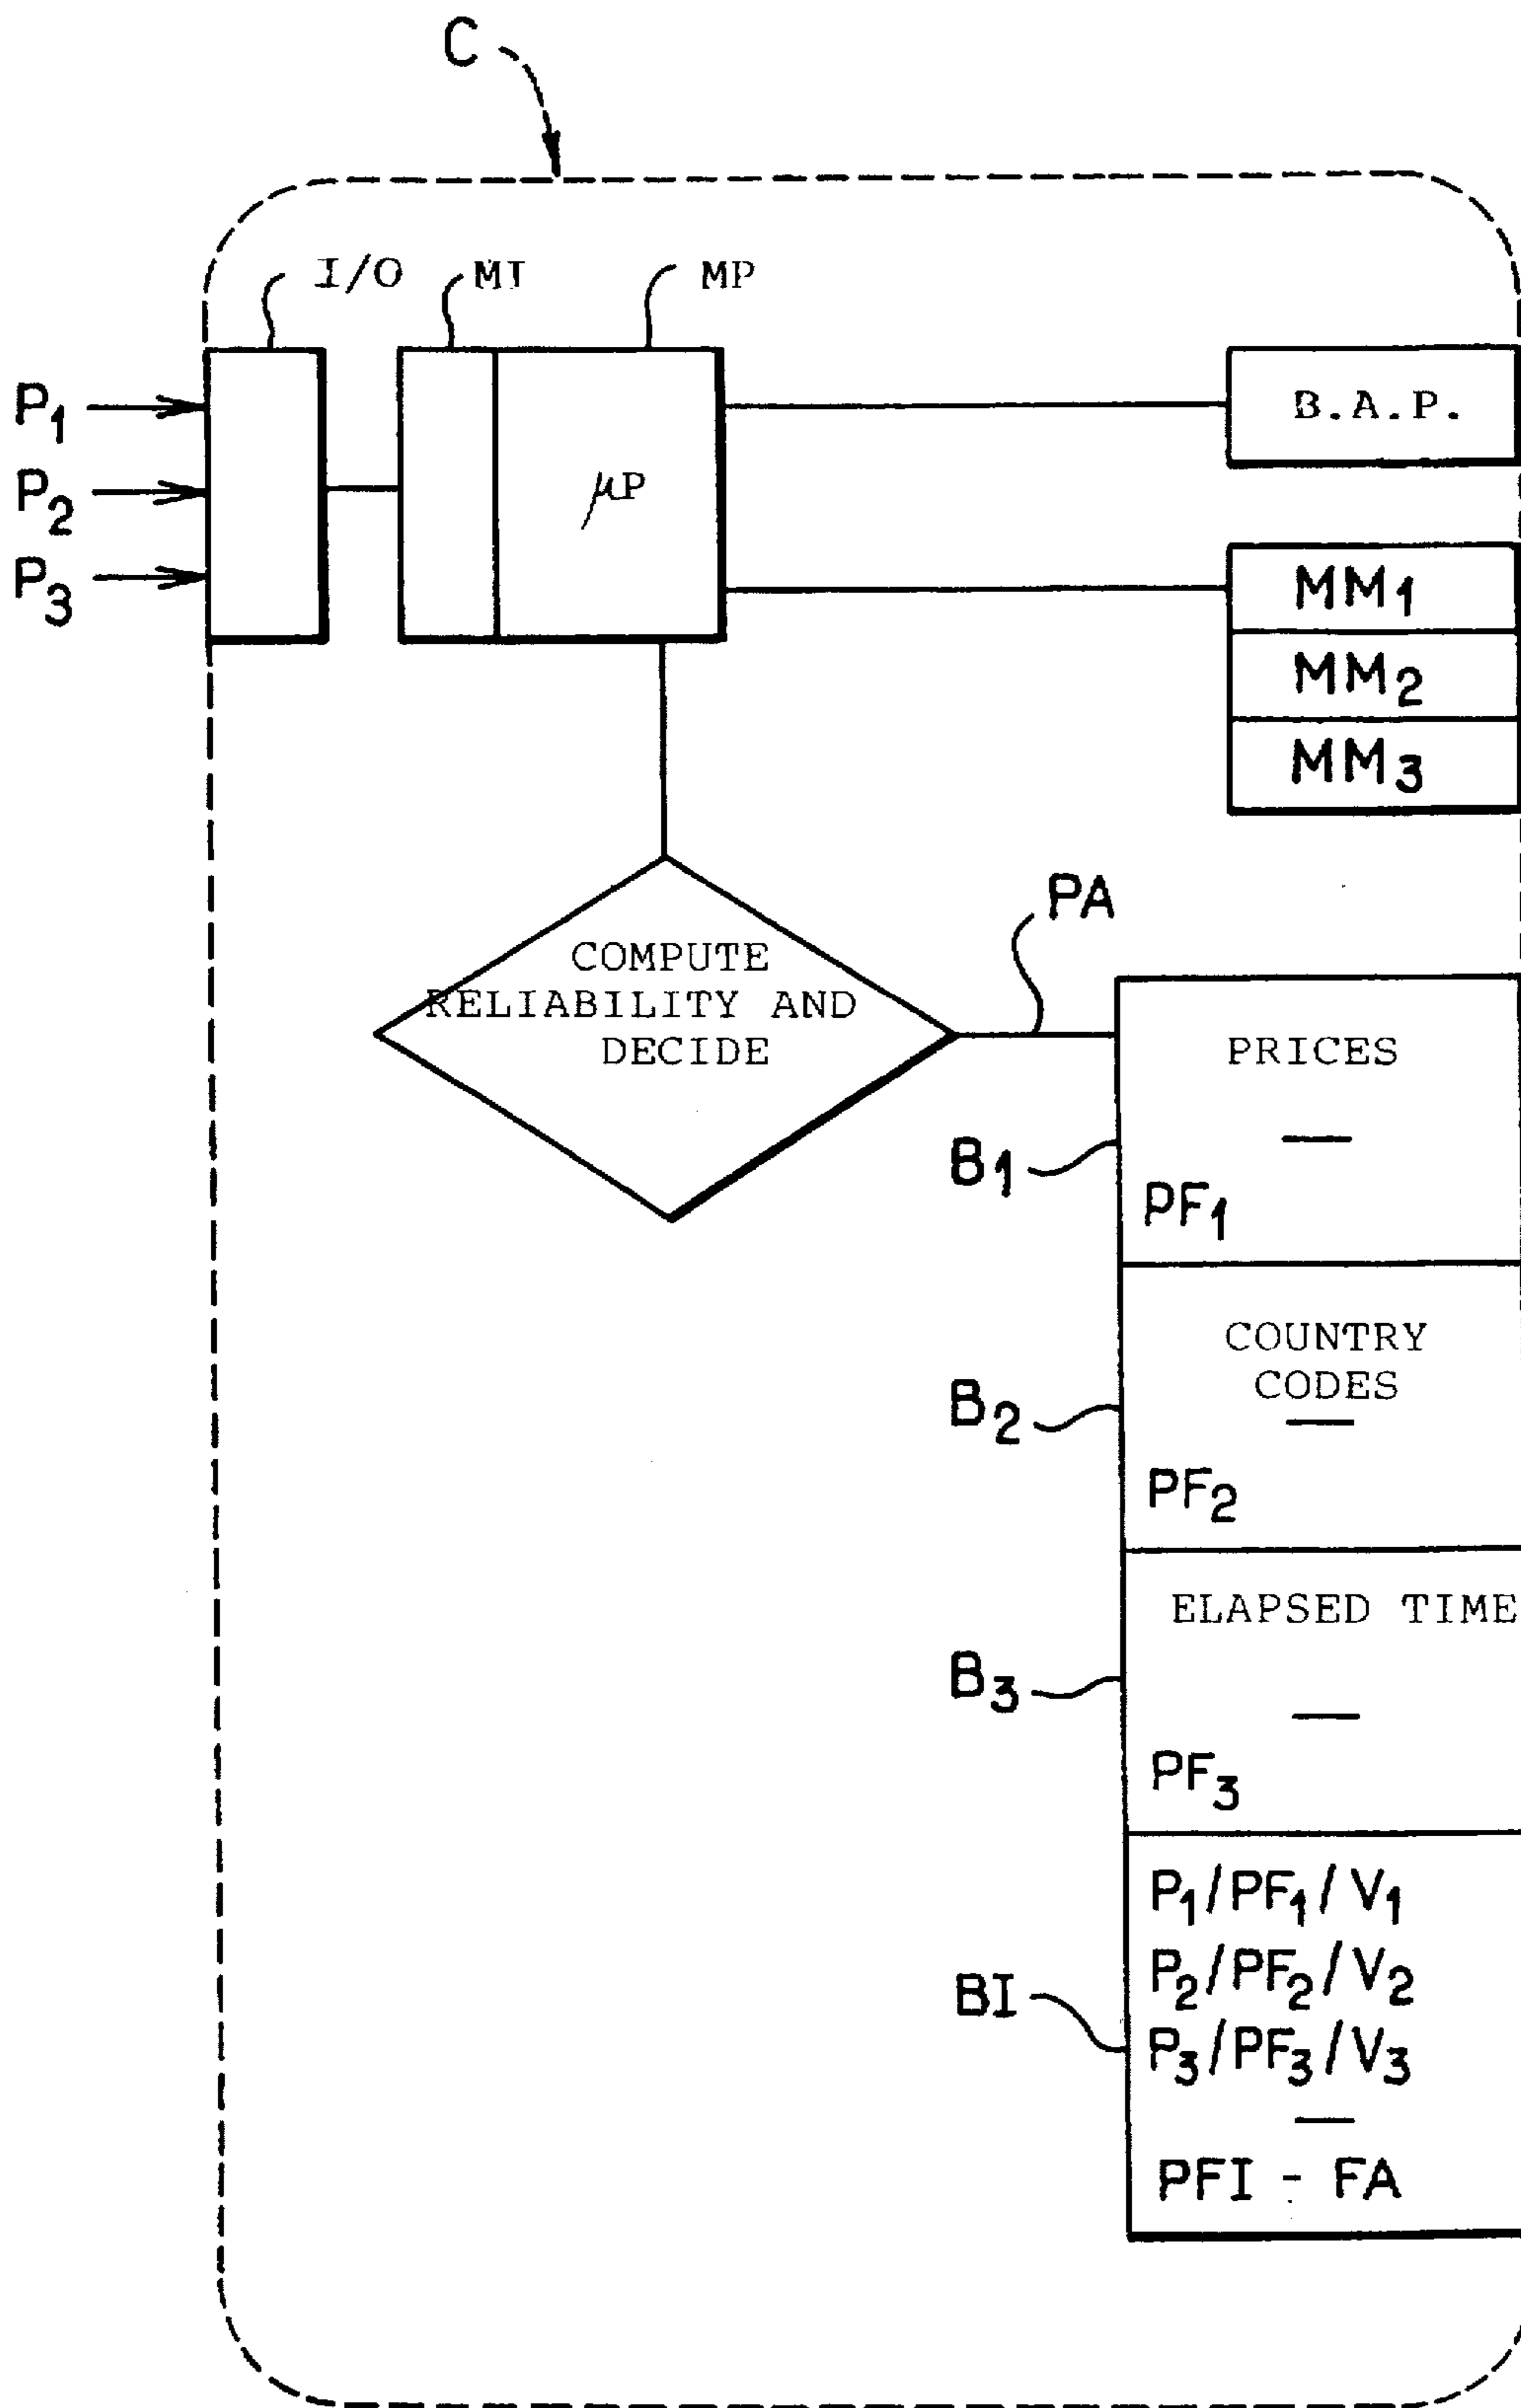 C
I/O MI MP
P1
P2
P3
μP
B.A.P.
MM1
MM2
MM3
PA
COMPUTE
RELIABILITY AND
DECIDE
PRICES
B1
PF1
COUNTRY
CODES
B2
PF2
ELAPSED TIME
B3
PF3
P1/PF1/V1
P2/PF2/V2
BI
P3/PF3/V3
PFI - FA